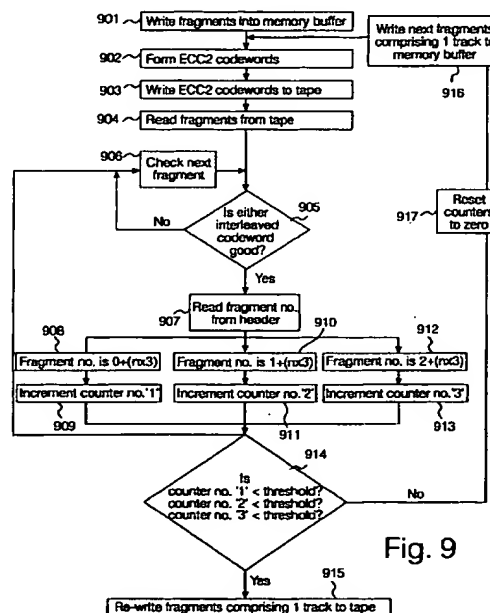 901
Write fragments into memory buffer
902
Form ECC2 codewords
903
Write ECC2 codewords to tape
904
Read fragments from tape
Write next fragments
comprising 1 track to
memory buffer
916
906
Check next
fragment
905
Is either
interleaved
codeword
good?
No
Yes
917
Reset
counters
to zero
907
Read fragment no.
from header
908
910
912
Fragment no. is 0+(nx3)
Fragment no. is 1+(nx3)
Fragment no. is 2+(nx3)
Increment counter no.'1'
Increment counter no.'2'
Increment counter no.'3'
909
911
913
914
Is
counter no. '1' < threshold?
counter no. '2' < threshold?
counter no. '3' < threshold?
No
Fig. 9
Yes
915
Re-write fragments comprising 1 track to tape